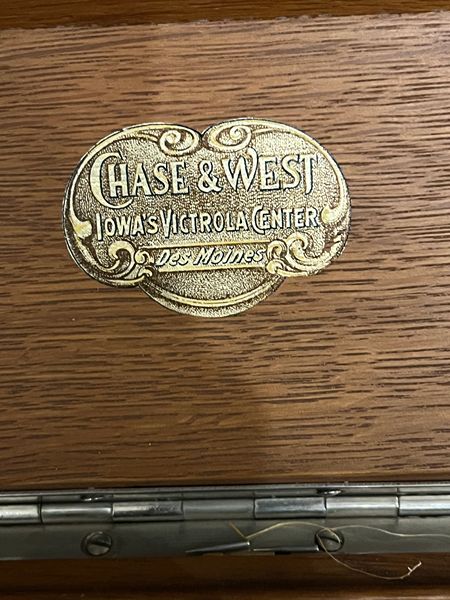 CHASE & WEST
IOWA'S VICTROLA CENTER
Des Moines